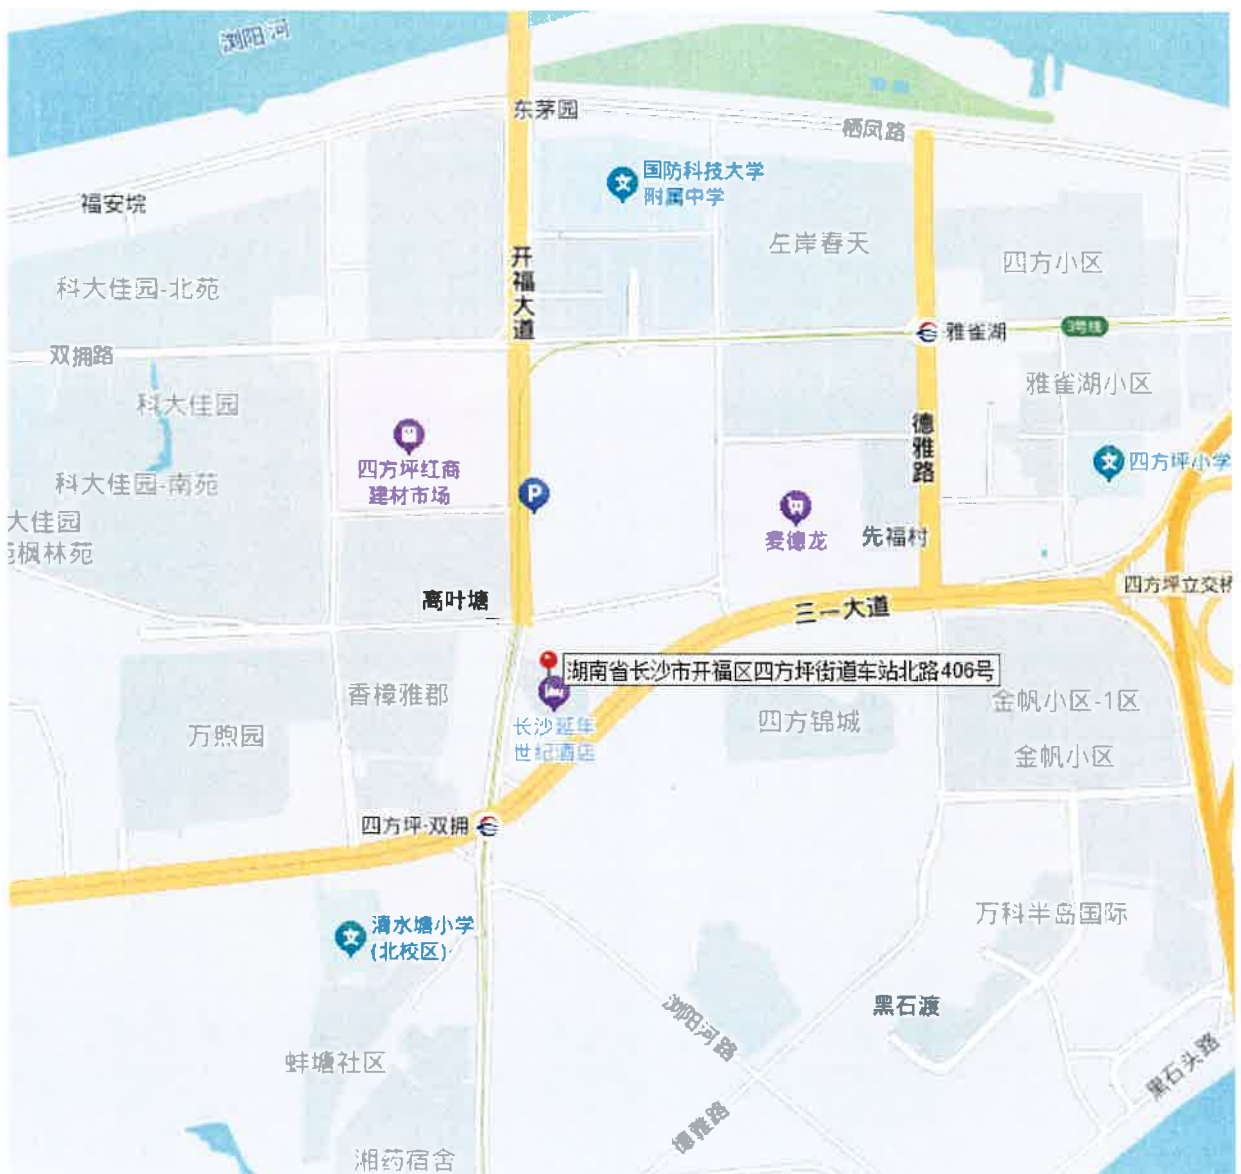 浏阳河
东茅园
栖凤路
国防科技大学
附属中学
福安垸
左岸春天
四方小区
开福大道
科大佳园-北苑
3号线
雅雀湖
双拥路
雅雀湖小区
科大佳园
德雅路
四方坪红商
建材市场
四方坪小学
科大佳园-南苑
P
大佳园
苑枫林苑
麦德龙
先福村
四方坪立交桥
高叶塘
三一大道
湖南省长沙市开福区四方坪街道车站北路406号
香樟雅郡
金帆小区-1区
长沙延年
世纪酒店
四方锦城
万煦园
金帆小区
四方坪-双拥
清水塘小学
(北校区)
万科半岛国际
黑石渡
浏阳河路
蚌塘社区
黑石头路
德雅路
湘药宿舍